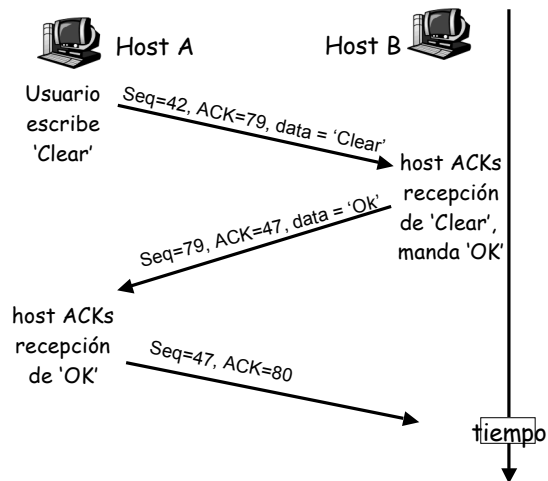 Host A
Host B
Usuario
escribe
‘Clear’
Seq=42, ACK=79, data = ‘Clear’
host ACKs
recepción
de ‘Clear’,
manda ‘OK’
Seq=79, ACK=47, data = ‘Ok’
host ACKs
recepción
de ‘OK’
Seq=47, ACK=80
tiempo